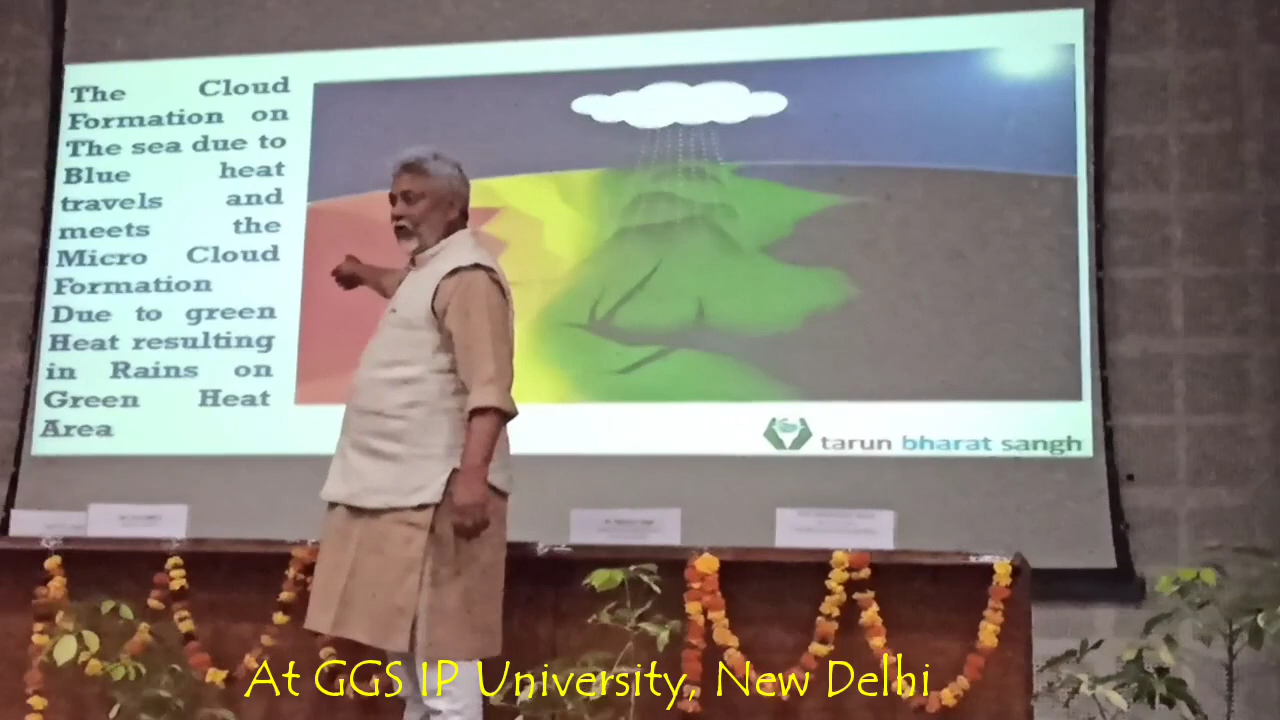 The Cloud
Formation on
The sea due to
Blue heat
travels and
meets the
Micro Cloud
Formation
Due to green
Heat resulting
in Rains on
Green Heat
Area
tarun bharat sangh
At GGS IP University, New Delhi